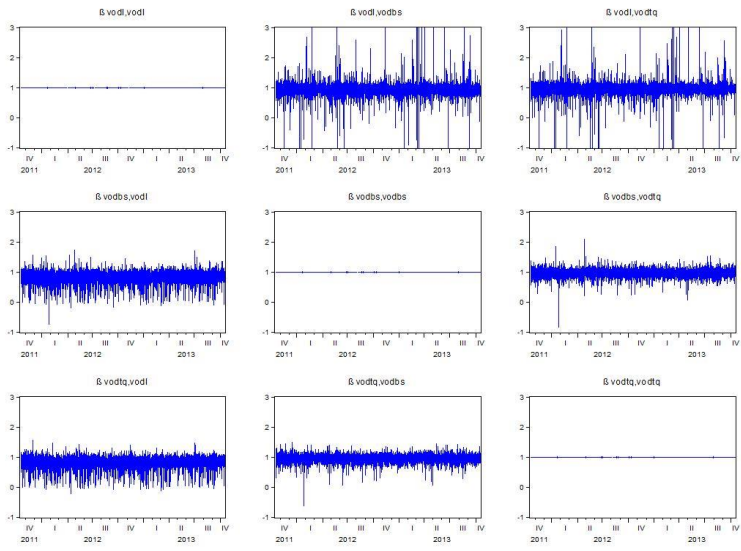 ß vodl,vodl
ß vodl,vodbs
ß vodl,vodtq
3
2
1
0
-1
IV I II III IV I II III IV
2011 2012 2013
3
2
1
0
-1
IV I II III IV I II III IV
2011 2012 2013
3
2
1
0
-1
IV I II III IV I II III IV
2011 2012 2013
ß vodbs,vodl
ß vodbs,vodbs
ß vodbs,vodtq
3
2
1
0
-1
IV I II III IV I II III IV
2011 2012 2013
3
2
1
0
-1
IV I II III IV I II III IV
2011 2012 2013
3
2
1
0
-1
IV I II III IV I II III IV
2011 2012 2013
ß vodtq,vodl
ß vodtq,vodbs
ß vodtq,vodtq
3
2
1
0
-1
IV I II III IV I II III IV
2011 2012 2013
3
2
1
0
-1
IV I II III IV I II III IV
2011 2012 2013
3
2
1
0
-1
IV I II III IV I II III IV
2011 2012 2013